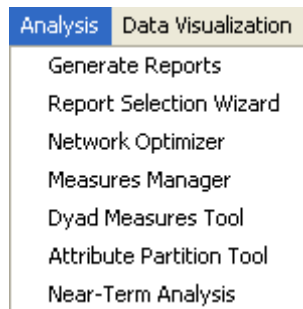 Analysis Data Visualization
Generate Reports
Report Selection Wizard
Network Optimizer
Measures Manager
Dyad Measures Tool
Attribute Partition Tool
Near-Term Analysis